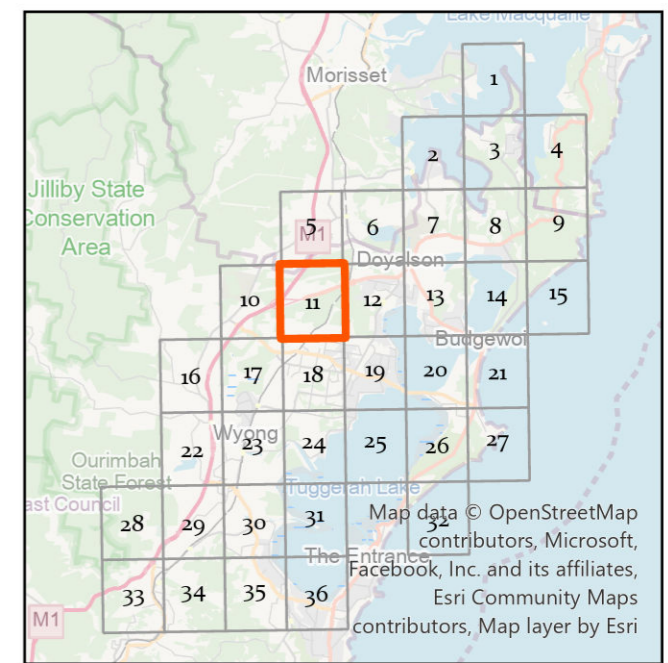 Lake Macquarie
Morisset
1
2 3 4
Jilliby State
Conservation
Area
5 6 7 8 9
M1
Doyalson
10 11 12 13 14 15
Budgewoi
16 17 18 19 20 21
Wyong
22 23 24 25 26 27
Ourimbah
State Forest
ast Council
Tuggerah Lake
28 29 30 31 32
The Entrance
33 34 35 36
M1
Map data © OpenStreetMap
contributors, Microsoft,
Facebook, Inc. and its affiliates,
Esri Community Maps
contributors, Map layer by Esri